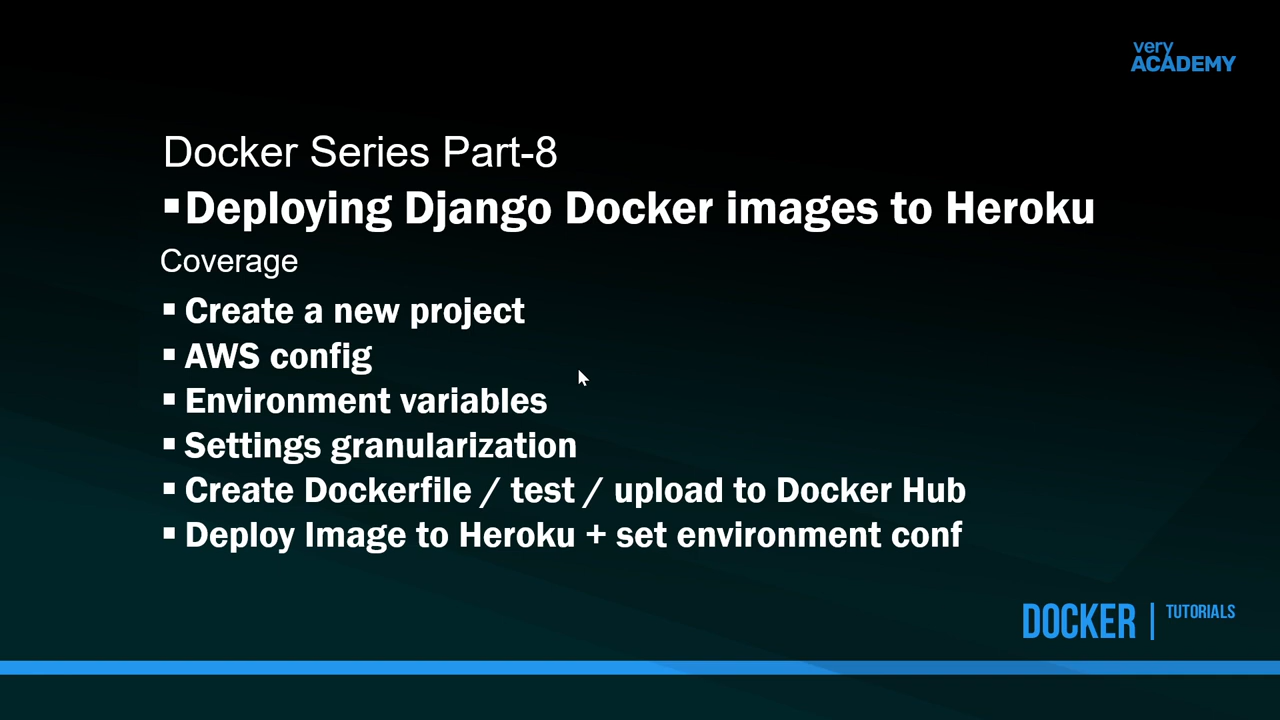 very
ACADEMY
Docker Series Part-8
▪Deploying Django Docker images to Heroku
Coverage
▪ Create a new project
▪ AWS config
▪ Environment variables
▪ Settings granularization
▪ Create Dockerfile / test / upload to Docker Hub
▪ Deploy Image to Heroku + set environment conf
DOCKER | TUTORIALS